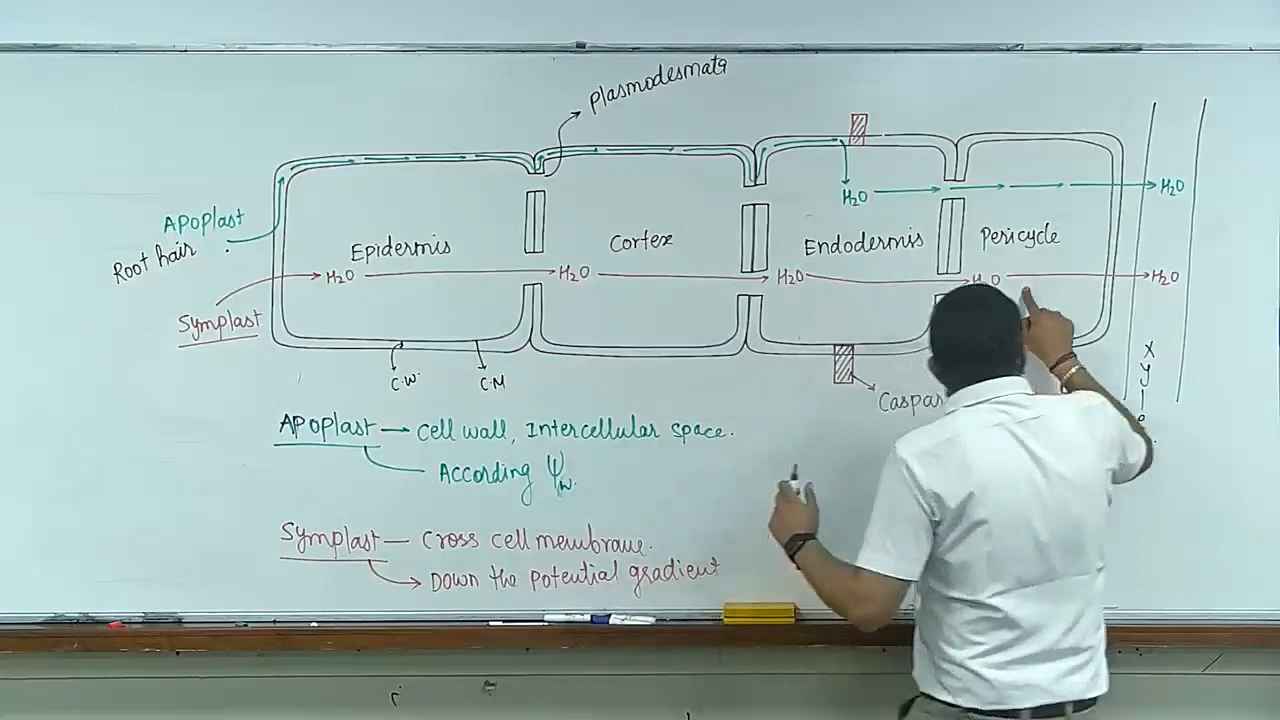 Plasmodesmata
APOPLAST
Root hair
H2O
H2O
Epidermis
Cortex
Endodermis
Pericycle
H2O
H2O
H2O
H2O
H2O
Symplast
C.W.
C.M
APoplast — Cell wall, Intercellular space.
According Ψw.
Symplast — Cross cell membrane.
Down the potential gradient